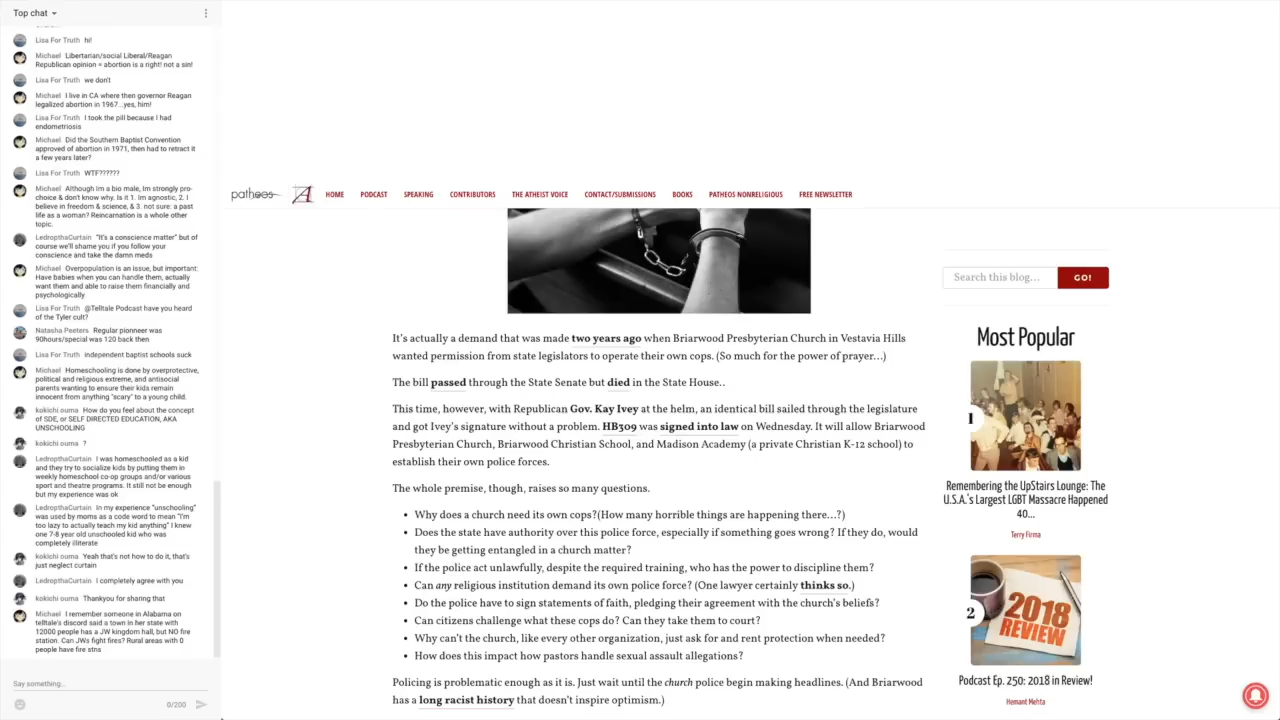 Top chat
Lisa For Truth hi!
Michael Libertarian/social Liberal/Reagan
Republican opinion = abortion is a right! not a sin!
Lisa For Truth we don't
Michael I live in CA where then governor Reagan
legalized abortion in 1967...yes, him!
Lisa For Truth I took the pill because I had
endometriosis
Michael Did the Southern Baptist Convention
approved of abortion in 1971, then had to retract it
a few years later?
Lisa For Truth WTF??????
Michael Although Im a bio male, Im strongly pro-
choice & don't know why. Is it 1. Im agnostic, 2. I
believe in freedom & science, & 3. not sure: a past
life as a woman? Reincarnation is a whole other
topic.
LedropthaCurtain "It's a conscience matter" but of
course we'll shame you if you follow your
conscience and take the damn meds
Michael Overpopulation is an issue, but important:
Have babies when you can handle them, actually
want them and able to raise them financially and
psychologically
Lisa For Truth @Telltale Podcast have you heard
of the Tyler cult?
Natasha Peeters Regular pionneer was
90hours/special was 120 back then
Lisa For Truth independent baptist schools suck
Michael Homeschooling is done by overprotective,
political and religious extreme, and antisocial
parents wanting to ensure their kids remain
innocent from anything "scary" to a young child.
kokichi ouma How do you feel about the concept
of SDE, or SELF DIRECTED EDUCATION, AKA
UNSCHOOLING
kokichi ouma ?
LedropthaCurtain I was homeschooled as a kid
and they try to socialize kids by putting them in
weekly homeschool co-op groups and/or various
sport and theatre programs. It still not be enough
but my experience was ok
LedropthaCurtain In my experience "unschooling"
was used by moms as a code word to mean "I'm
too lazy to actually teach my kid anything" I knew
one 7-8 year old unschooled kid who was
completely illiterate
kokichi ouma Yeah that's not how to do it, that's
just neglect curtain
LedropthaCurtain I completely agree with you
kokichi ouma Thankyou for sharing that
Michael I remember someone in Alabama on
telltale's discord said a town in her state with
12000 people has a JW kingdom hall, but NO fire
station. Can JWs fight fires? Rural areas with 0
people have fire stns
Say something...
0/200
patheos A HOME PODCAST SPEAKING CONTRIBUTORS THE ATHEIST VOICE CONTACT/SUBMISSIONS BOOKS PATHEOS NONRELIGIOUS FREE NEWSLETTER
It's actually a demand that was made two years ago when Briarwood Presbyterian Church in Vestavia Hills
wanted permission from state legislators to operate their own cops. (So much for the power of prayer...)
The bill passed through the State Senate but died in the State House..
This time, however, with Republican Gov. Kay Ivey at the helm, an identical bill sailed through the legislature
and got Ivey's signature without a problem. HB309 was signed into law on Wednesday. It will allow Briarwood
Presbyterian Church, Briarwood Christian School, and Madison Academy (a private Christian K-12 school) to
establish their own police forces.
The whole premise, though, raises so many questions.
• Why does a church need its own cops?(How many horrible things are happening there...?)
• Does the state have authority over this police force, especially if something goes wrong? If they do, would
they be getting entangled in a church matter?
• If the police act unlawfully, despite the required training, who has the power to discipline them?
• Can any religious institution demand its own police force? (One lawyer certainly thinks so.)
• Do the police have to sign statements of faith, pledging their agreement with the church's beliefs?
• Can citizens challenge what these cops do? Can they take them to court?
• Why can't the church, like every other organization, just ask for and rent protection when needed?
• How does this impact how pastors handle sexual assault allegations?
Policing is problematic enough as it is. Just wait until the church police begin making headlines. (And Briarwood
has a long racist history that doesn't inspire optimism.)
Search this blog...
GO!
Most Popular
1
Remembering the UpStairs Lounge: The
U.S.A.'s Largest LGBT Massacre Happened
40...
Terry Firma
2
2018
REVIEW
Podcast Ep. 250: 2018 in Review!
Hemant Mehta